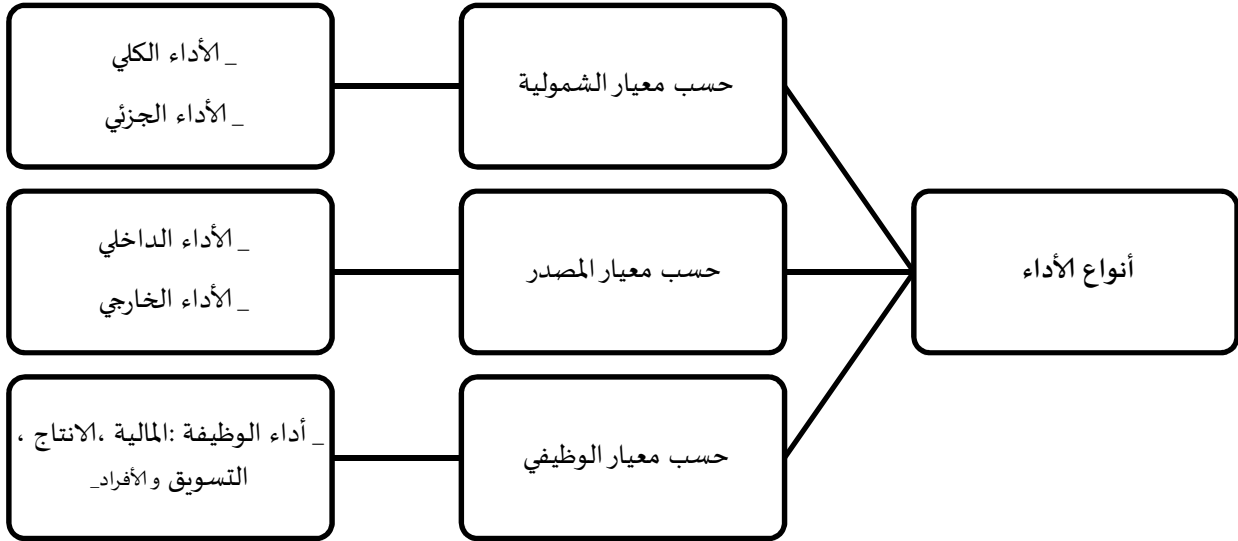 أنواع الأداء
حسب معيار الشمولية
_ الأداء الكلي
_ الأداء الجزئي
حسب معيار المصدر
_ الأداء الداخلي
_ الأداء الخارجي
حسب معيار الوظيفي
_ أداء الوظيفة :المالية ،الانتاج ،
التسويق و الأفراد_